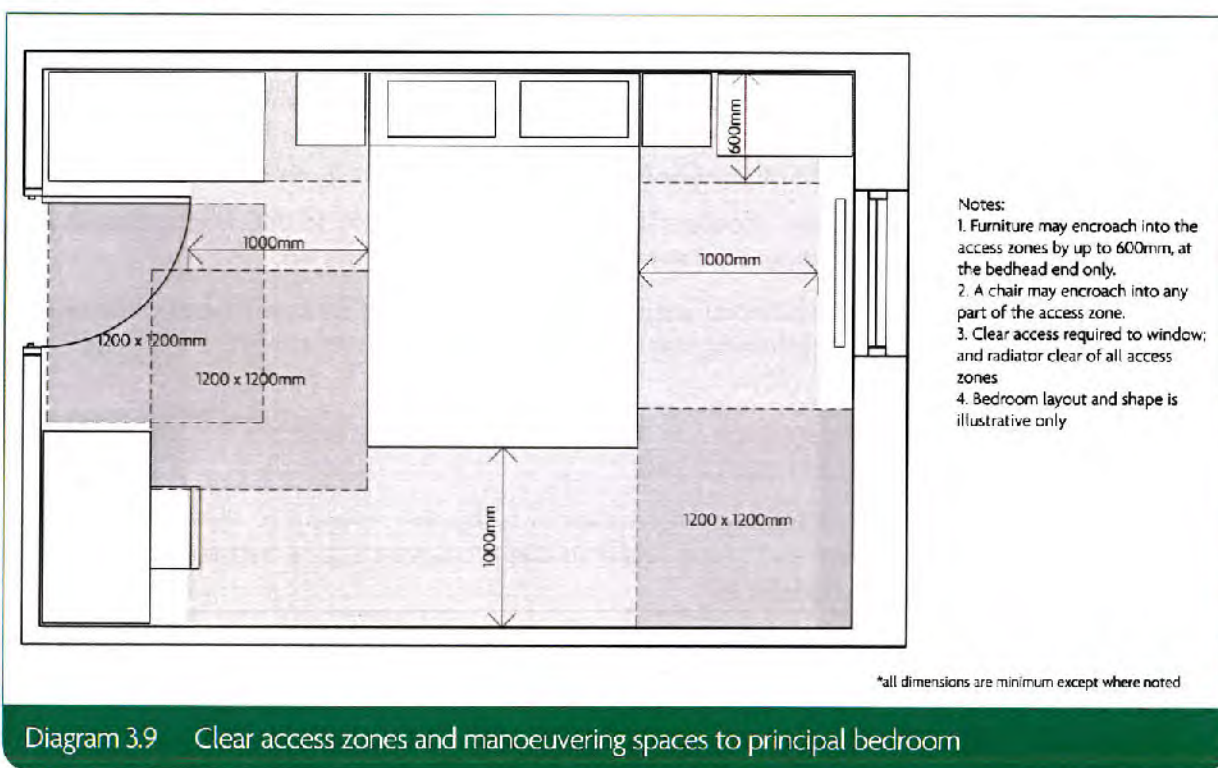 600mm
1000mm
1000mm
1200 x 1200mm
1200 x 1200mm
1000mm
1200 x 1200mm
Notes:
1. Furniture may encroach into the
access zones by up to 600mm, at
the bedhead end only.
2. A chair may encroach into any
part of the access zone.
3. Clear access required to window;
and radiator clear of all access
zones
4. Bedroom layout and shape is
illustrative only
*all dimensions are minimum except where noted
Diagram 3.9 Clear access zones and manoeuvering spaces to principal bedroom